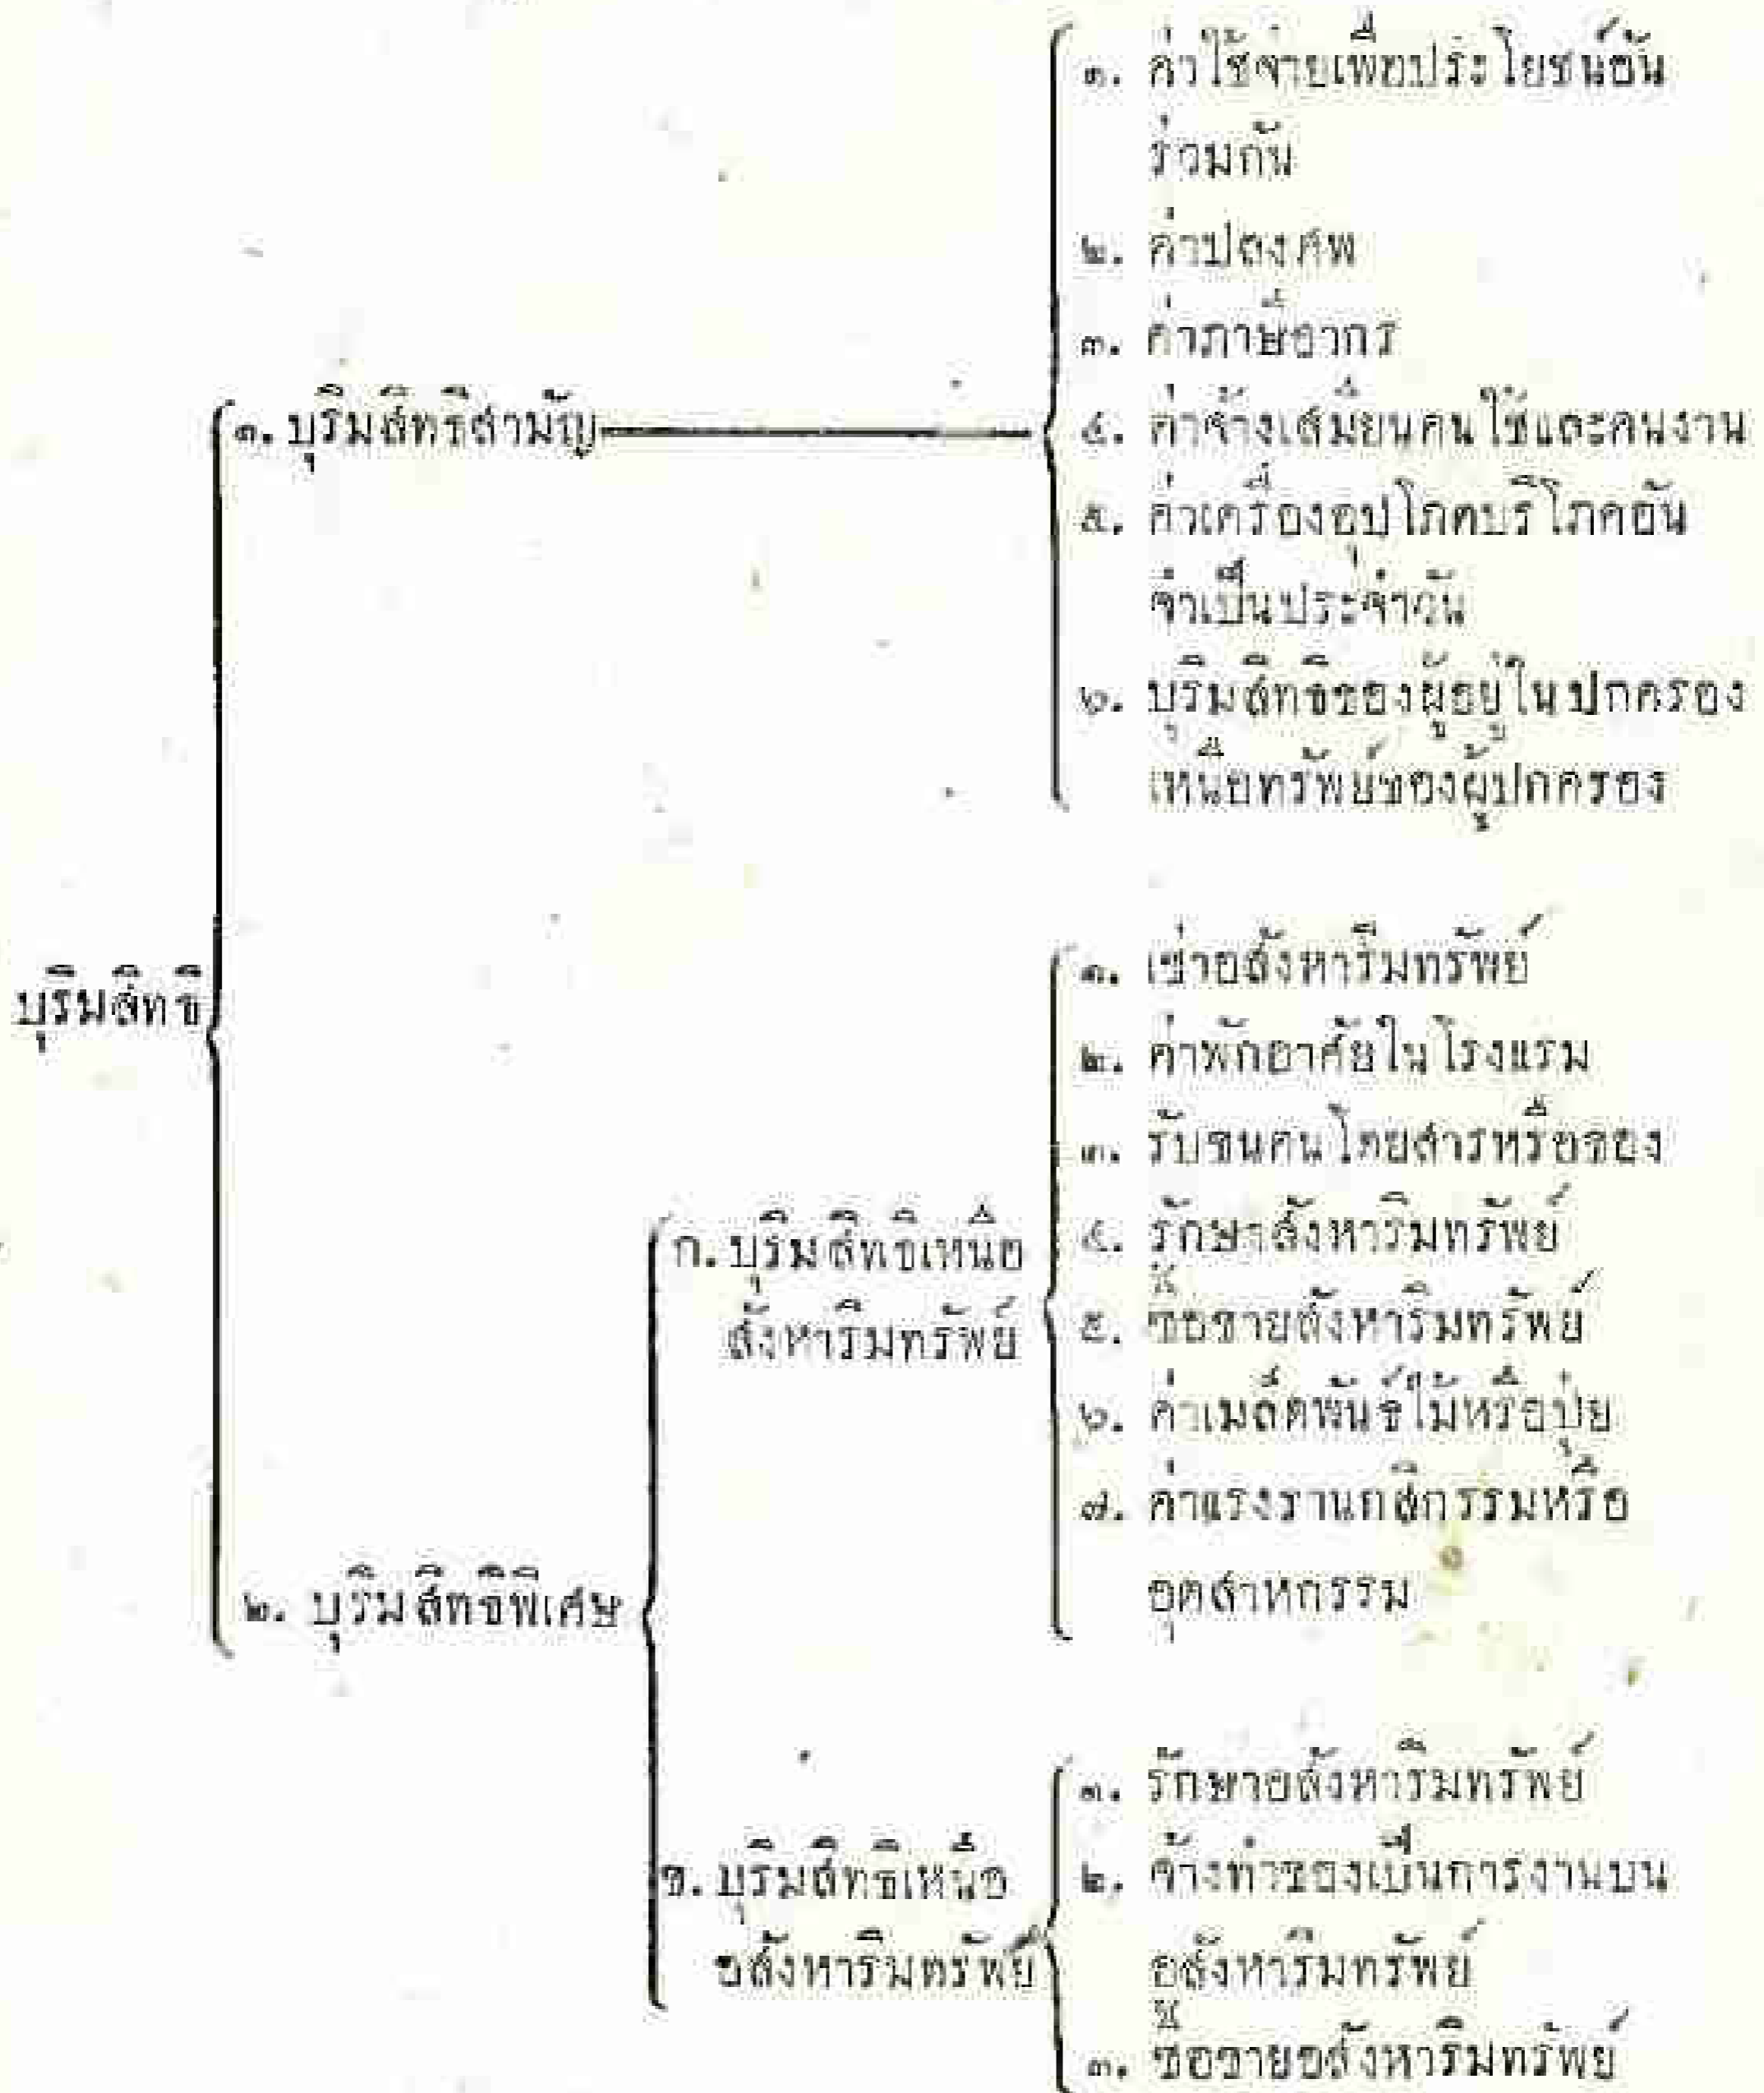 บุริมสิทธิ
๑. บุริมสิทธิสามัญ
๑. ค่าใช้จ่ายเพื่อประโยชน์อัน
ร่วมกัน
๒. ค่าปลงศพ
๓. ค่าภาษีอากร
๔. ค่าจ้างเสมียนคนใช้และคนงาน
๕. ค่าเครื่องอุปโภคบริโภคอัน
จำเป็นประจำวัน
๖. บุริมสิทธิของผู้อยู่ในปกครอง
เหนือทรัพย์ของผู้ปกครอง
๒. บุริมสิทธิพิเศษ
ก. บุริมสิทธิเหนือ
สังหาริมทรัพย์
๑. เช่าอสังหาริมทรัพย์
๒. ค่าพักอาศัยในโรงแรม
๓. รับขนคนโดยสารหรือของ
๔. รักษาสังหาริมทรัพย์
๕. ซื้อขายสังหาริมทรัพย์
๖. ค่าเมล็ดพันธุ์ไม้หรือปุ๋ย
๗. ค่าแรงงานกสิกรรมหรือ
อุตสาหกรรม
ข. บุริมสิทธิเหนือ
อสังหาริมทรัพย์
๑. รักษาอสังหาริมทรัพย์
๒. จ้างทำของเป็นการงานบน
อสังหาริมทรัพย์
๓. ซื้อขายอสังหาริมทรัพย์